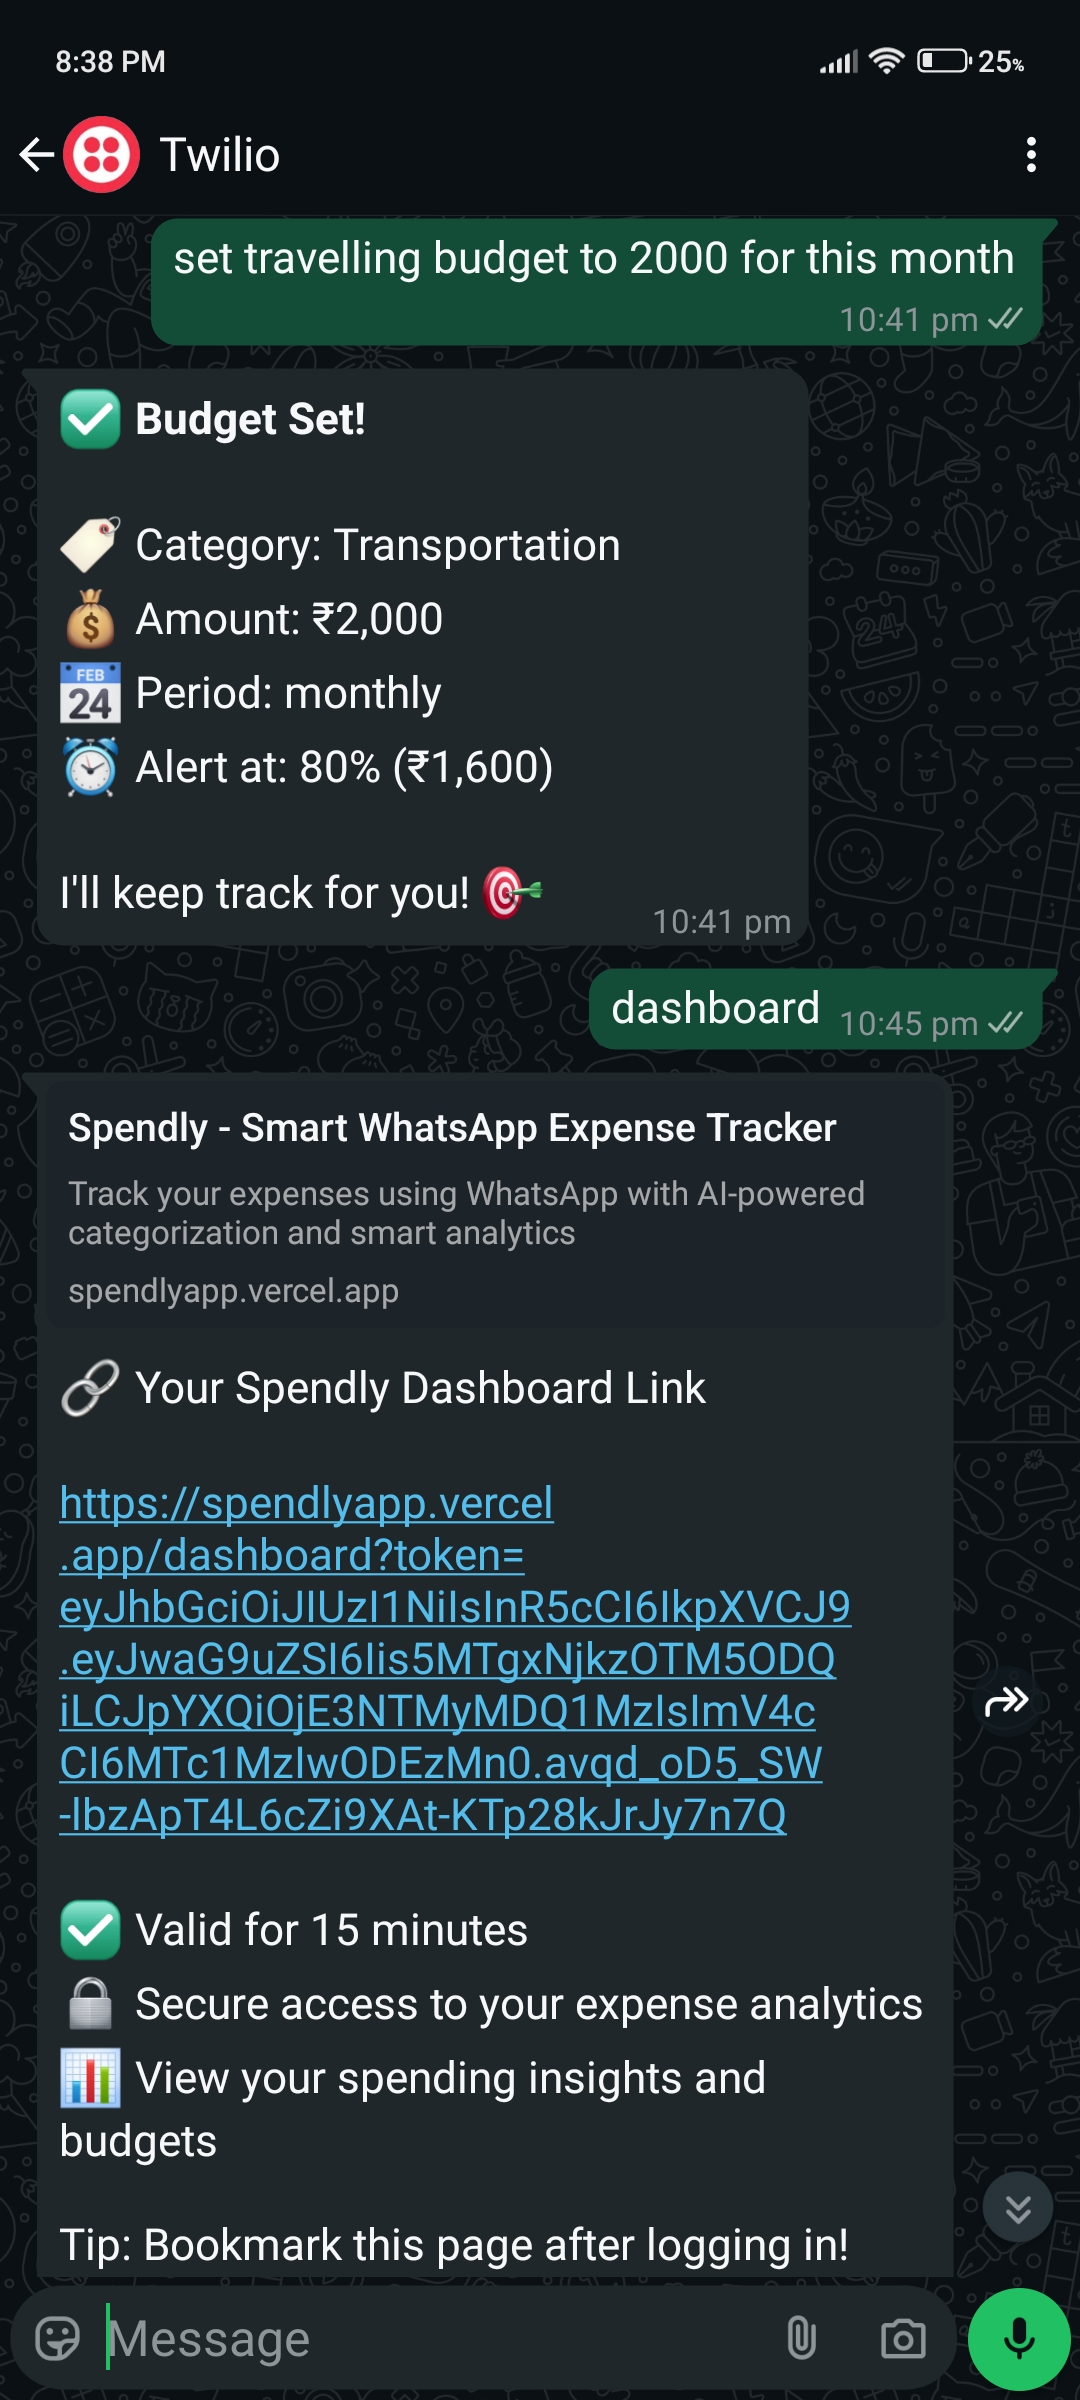 8:38 PM
25%
Twilio
set travelling budget to 2000 for this month
10:41 pm
Budget Set!
Category: Transportation
Amount: ₹2,000
FEB
24
Period: monthly
Alert at: 80% (₹1,600)
I'll keep track for you!
10:41 pm
dashboard
10:45 pm
Spendly - Smart WhatsApp Expense Tracker
Track your expenses using WhatsApp with AI-powered
categorization and smart analytics
spendlyapp.vercel.app
Your Spendly Dashboard Link
https://spendlyapp.vercel
.app/dashboard?token=
eyJhbGciOiJIUzI1NiIsInR5cCI6IkpXVCJ9
.eyJwaG9uZSI6Iis5MTgxNjkzOTM5ODQ
iLCJpYXQiOjE3NTMyMDQ1MzIsImV4c
CI6MTc1MzIwODEzMn0.avqd_oD5_SW
-lbzApT4L6cZi9XAt-KTp28kJrJy7n7Q
Valid for 15 minutes
Secure access to your expense analytics
View your spending insights and
budgets
Tip: Bookmark this page after logging in!
Message